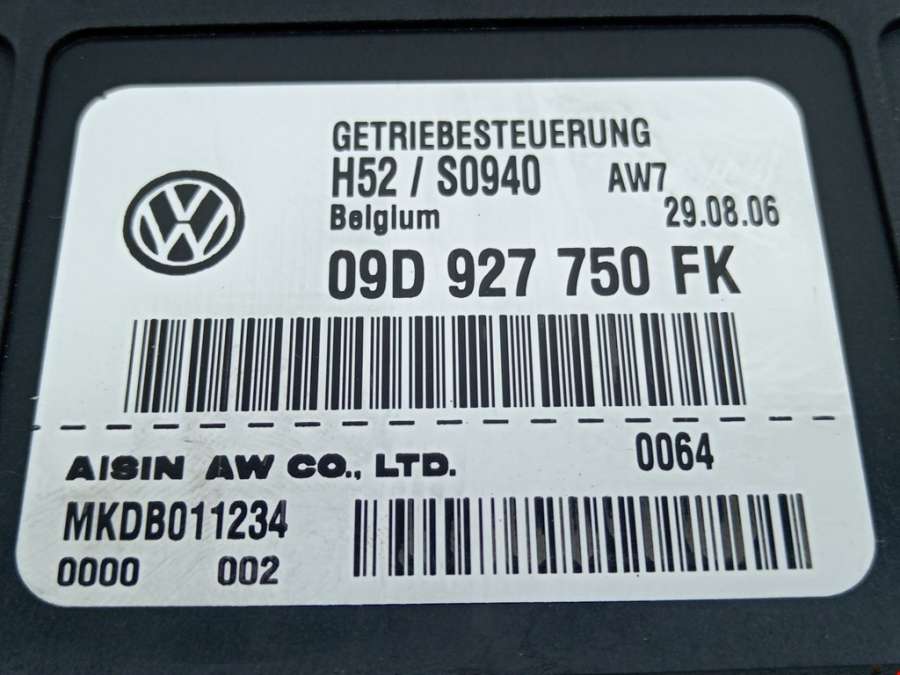 GETRIEBESTEUERUNG
H52 / S0940 AW7
Belgium 29.08.06
09D 927 750 FK
AISIN AW CO., LTD. 0064
MKDB011234
0000 002